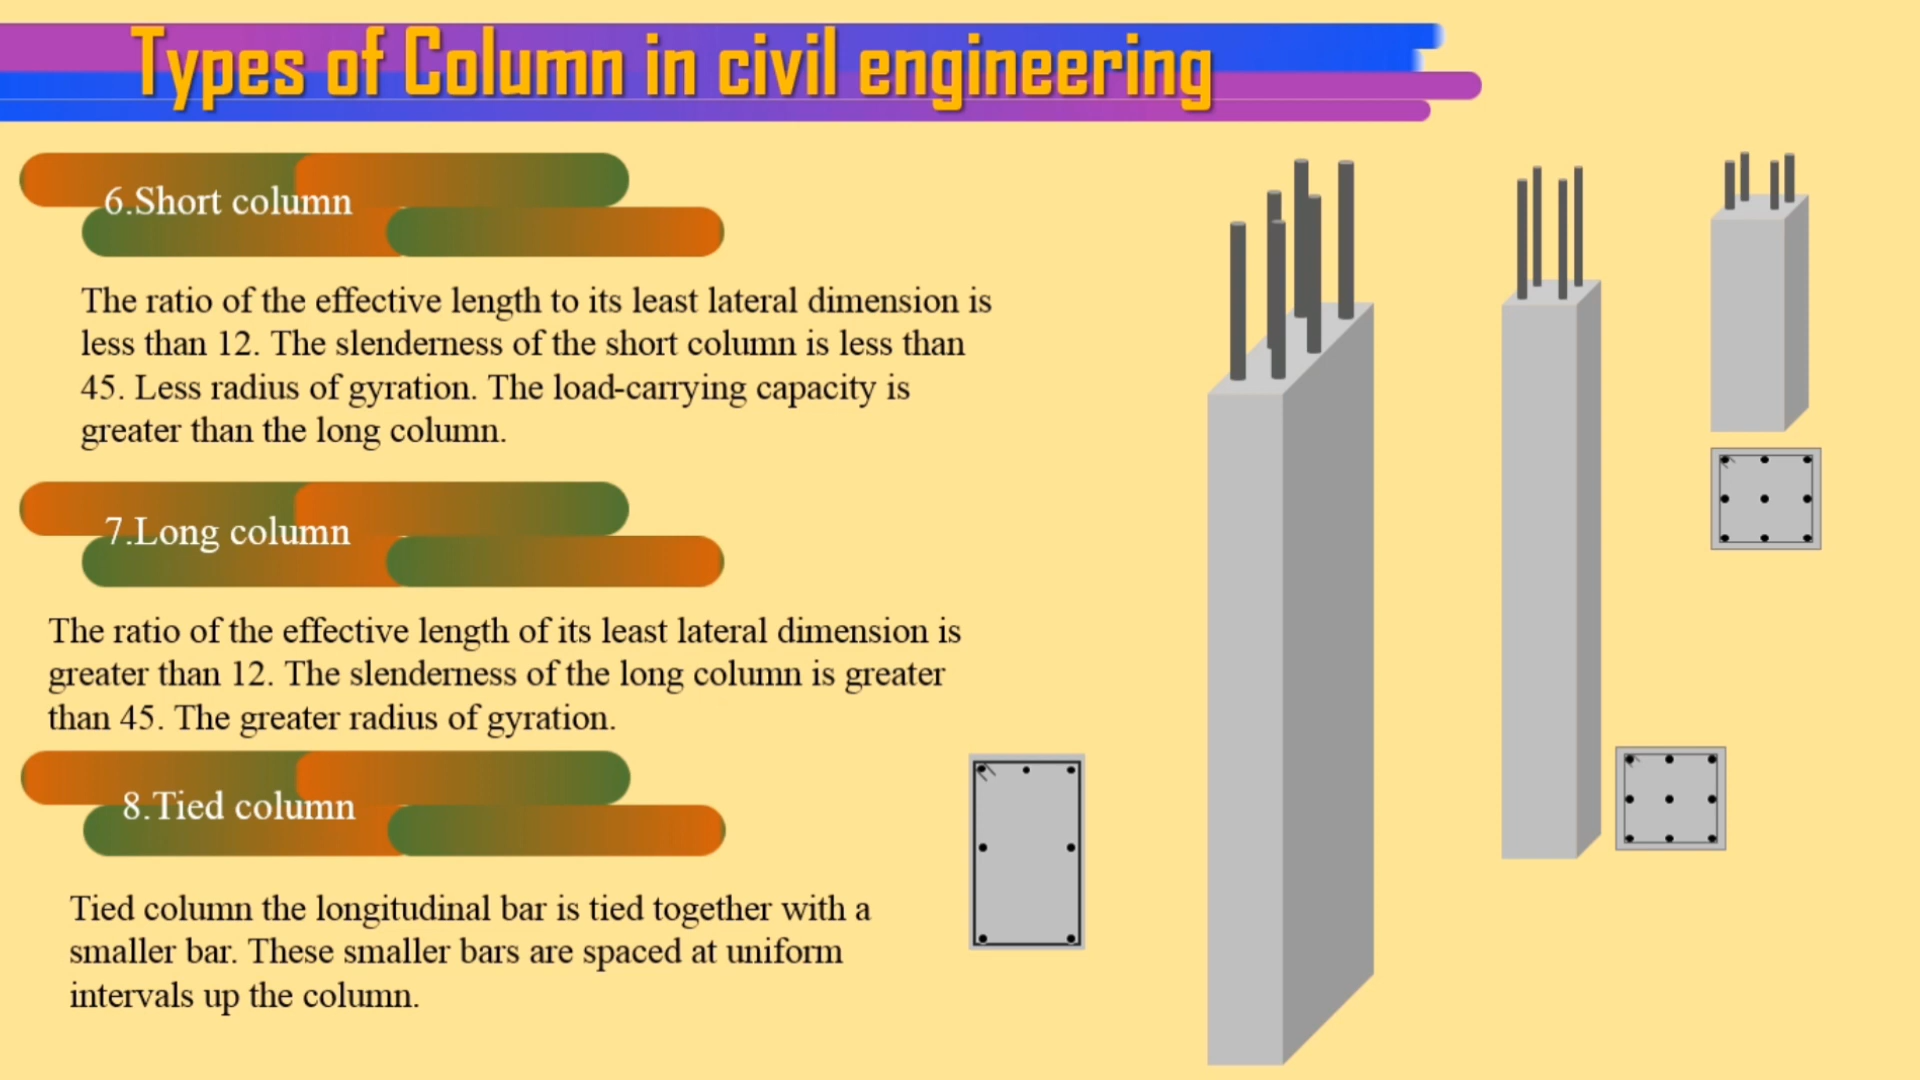 Types of Column in civil engineering
6.Short column
The ratio of the effective length to its least lateral dimension is
less than 12. The slenderness of the short column is less than
45. Less radius of gyration. The load-carrying capacity is
greater than the long column.
7.Long column
The ratio of the effective length of its least lateral dimension is
greater than 12. The slenderness of the long column is greater
than 45. The greater radius of gyration.
8.Tied column
Tied column the longitudinal bar is tied together with a
smaller bar. These smaller bars are spaced at uniform
intervals up the column.